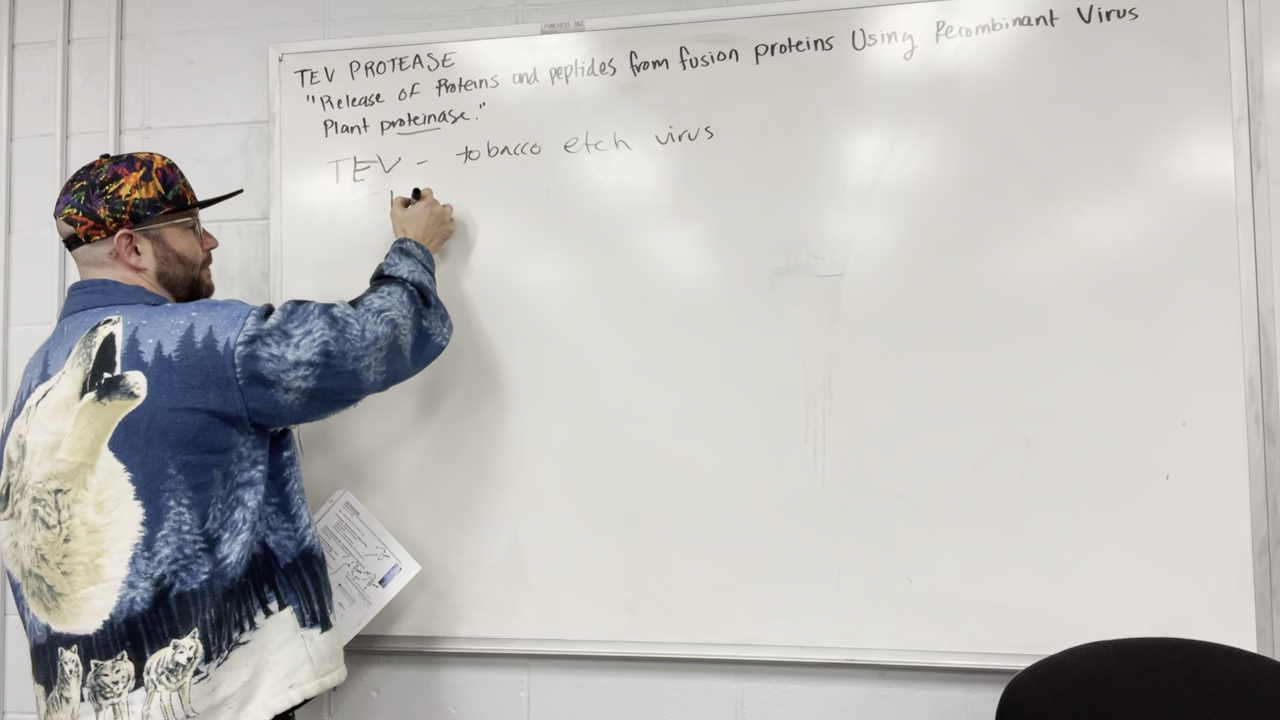 TEV PROTEASE
"Release of Proteins and peptides from fusion proteins Using Recombinant Virus
Plant proteinase."
TEV - tobacco etch virus